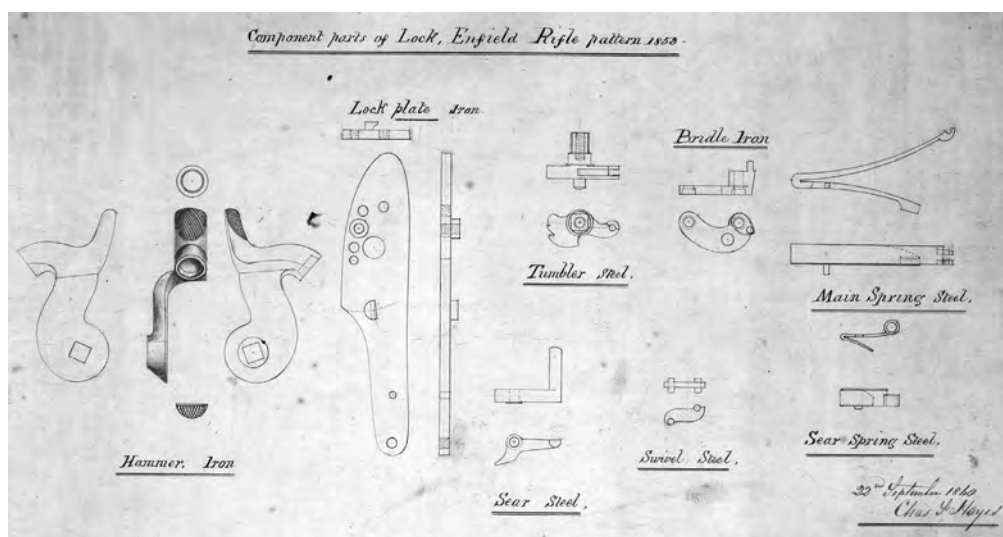 Component parts of Lock, Enfield Rifle pattern 1853.
Lock plate Iron
Bridle Iron
Tumbler Steel.
Main Spring Steel,
Hammer. Iron
Sear Steel,
Swivel Steel,
Sear Spring Steel.
22nd September
Chas Hayes